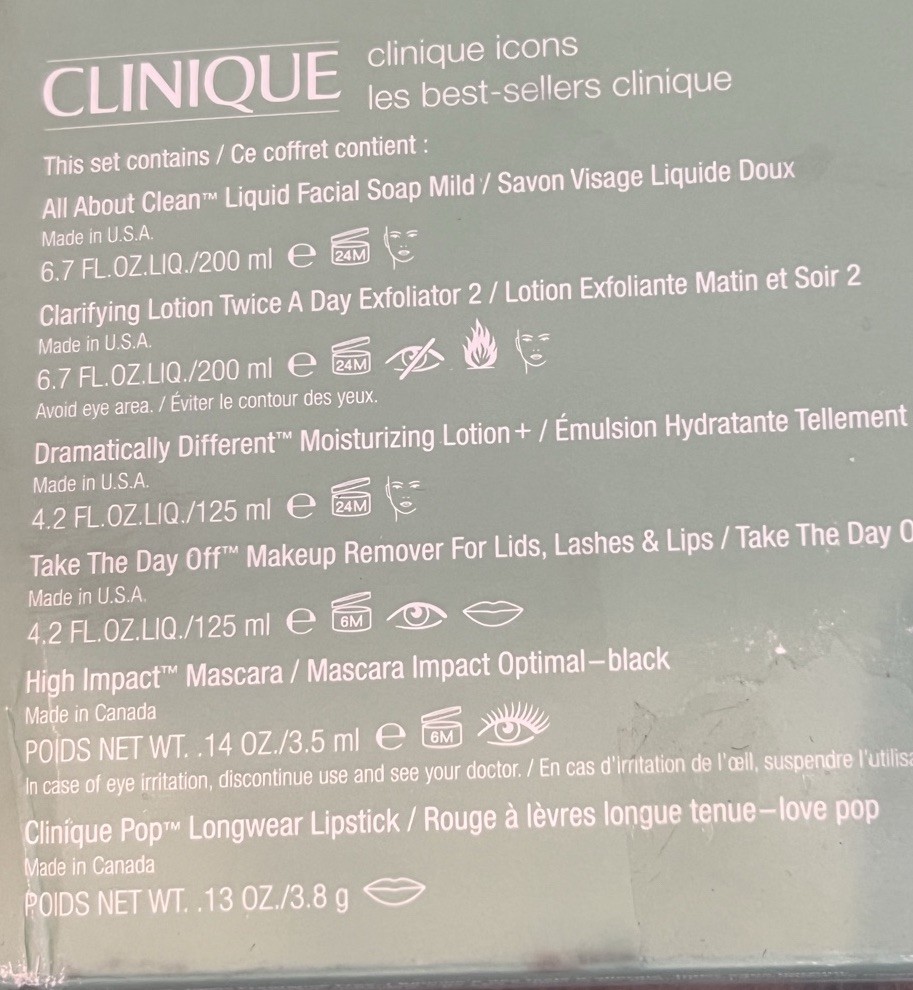 CLINIQUE
clinique icons
les best-sellers clinique
This set contains / Ce coffret contient :
All About Clean™ Liquid Facial Soap Mild / Savon Visage Liquide Doux
Made in U.S.A.
6.7 FL.OZ.LIQ./200 ml e 24M
Clarifying Lotion Twice A Day Exfoliator 2 / Lotion Exfoliante Matin et Soir 2
Made in U.S.A.
6.7 FL.OZ.LIQ./200 ml e 24M
Avoid eye area. / Éviter le contour des yeux.
Dramatically Different™ Moisturizing Lotion+ / Émulsion Hydratante Tellement
Made in U.S.A.
4.2 FL.OZ.LIQ./125 ml e 24M
Take The Day Off™ Makeup Remover For Lids, Lashes & Lips / Take The Day O
Made in U.S.A.
4.2 FL.OZ.LIQ./125 ml e 6M
High Impact™ Mascara / Mascara Impact Optimal–black
Made in Canada
POIDS NET WT. .14 OZ./3.5 ml e 6M
In case of eye irritation, discontinue use and see your doctor. / En cas d'irritation de l'œil, suspendre l'utilisa
Clinique Pop™ Longwear Lipstick / Rouge à lèvres longue tenue–love pop
Made in Canada
POIDS NET WT. .13 OZ./3.8 g